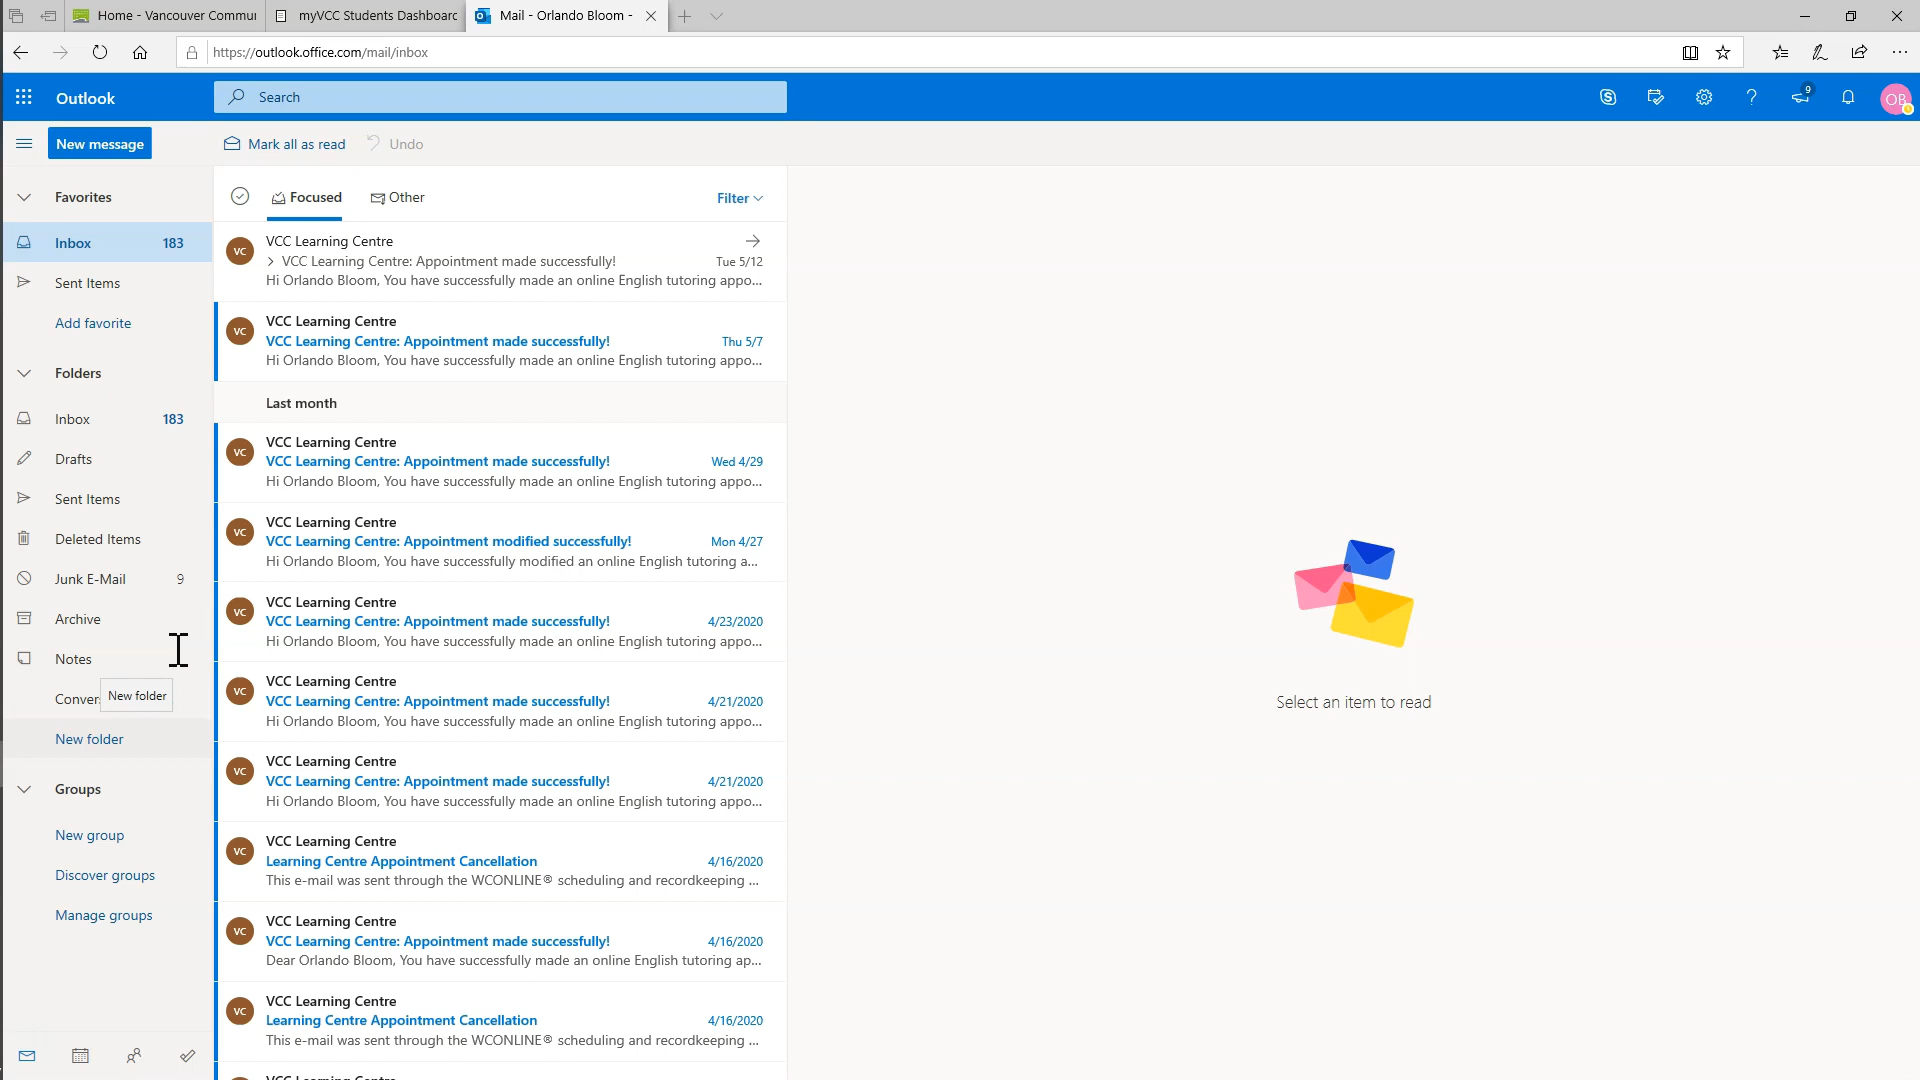 Home - Vancouver Commu
myVCC Students Dashboard
Mail - Orlando Bloom -
https://outlook.office.com/mail/inbox
Outlook
Search
9
OB
New message
Mark all as read
Undo
Favorites
Inbox 183
Sent Items
Add favorite
Folders
Inbox 183
Drafts
Sent Items
Deleted Items
Junk E-Mail 9
Archive
Notes
Conver
New folder
New folder
Groups
New group
Discover groups
Manage groups
Focused
Other
Filter
VC
VCC Learning Centre
VCC Learning Centre: Appointment made successfully! Tue 5/12
Hi Orlando Bloom, You have successfully made an online English tutoring appo...
VC
VCC Learning Centre
VCC Learning Centre: Appointment made successfully! Thu 5/7
Hi Orlando Bloom, You have successfully made an online English tutoring appo...
Last month
VC
VCC Learning Centre
VCC Learning Centre: Appointment made successfully! Wed 4/29
Hi Orlando Bloom, You have successfully made an online English tutoring appo...
VC
VCC Learning Centre
VCC Learning Centre: Appointment modified successfully! Mon 4/27
Hi Orlando Bloom, You have successfully modified an online English tutoring a...
VC
VCC Learning Centre
VCC Learning Centre: Appointment made successfully! 4/23/2020
Hi Orlando Bloom, You have successfully made an online English tutoring appo...
VC
VCC Learning Centre
VCC Learning Centre: Appointment made successfully! 4/21/2020
Hi Orlando Bloom, You have successfully made an online English tutoring appo...
VC
VCC Learning Centre
VCC Learning Centre: Appointment made successfully! 4/21/2020
Hi Orlando Bloom, You have successfully made an online English tutoring appo...
VC
VCC Learning Centre
Learning Centre Appointment Cancellation 4/16/2020
This e-mail was sent through the WCONLINE® scheduling and recordkeeping ...
VC
VCC Learning Centre
VCC Learning Centre: Appointment made successfully! 4/16/2020
Dear Orlando Bloom, You have successfully made an online English tutoring ap...
VC
VCC Learning Centre
Learning Centre Appointment Cancellation 4/16/2020
This e-mail was sent through the WCONLINE® scheduling and recordkeeping ...
VCC Learning Centre
Select an item to read